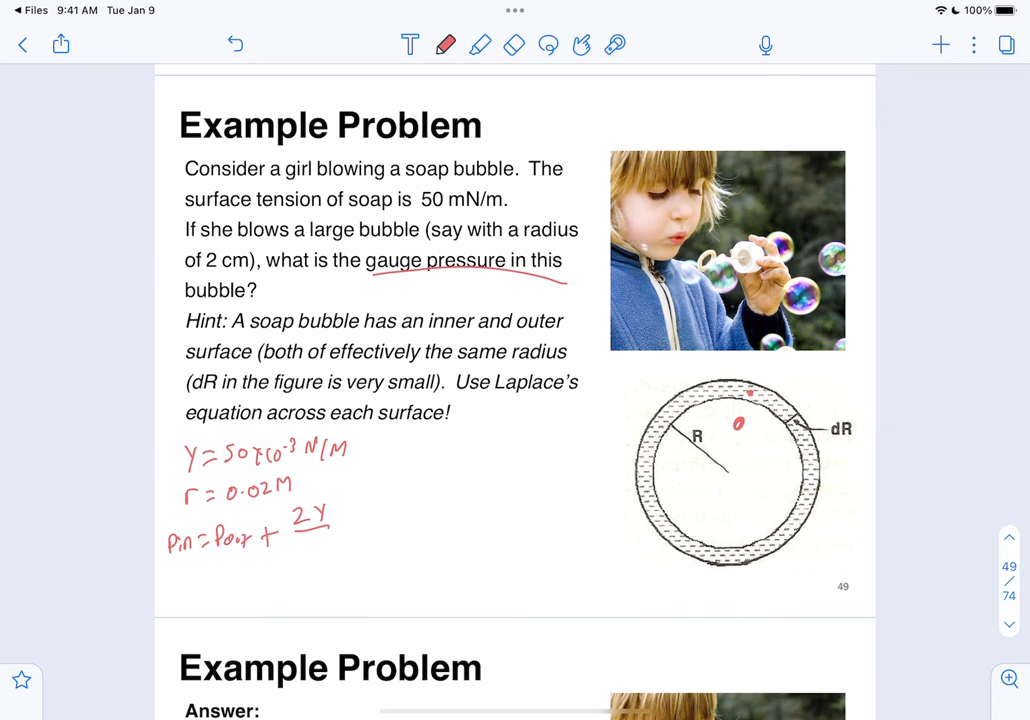 Files 9:41 AM Tue Jan 9
100%
T
Example Problem
Consider a girl blowing a soap bubble. The
surface tension of soap is 50 mN/m.
If she blows a large bubble (say with a radius
of 2 cm), what is the gauge pressure in this
bubble?
Hint: A soap bubble has an inner and outer
surface (both of effectively the same radius
(dR in the figure is very small). Use Laplace's
equation across each surface!
γ = 50 × 10⁻³ N/M
r = 0.02M
Pin = Pout + 2γ
R
dR
49
49
/
74
Example Problem
Answer: